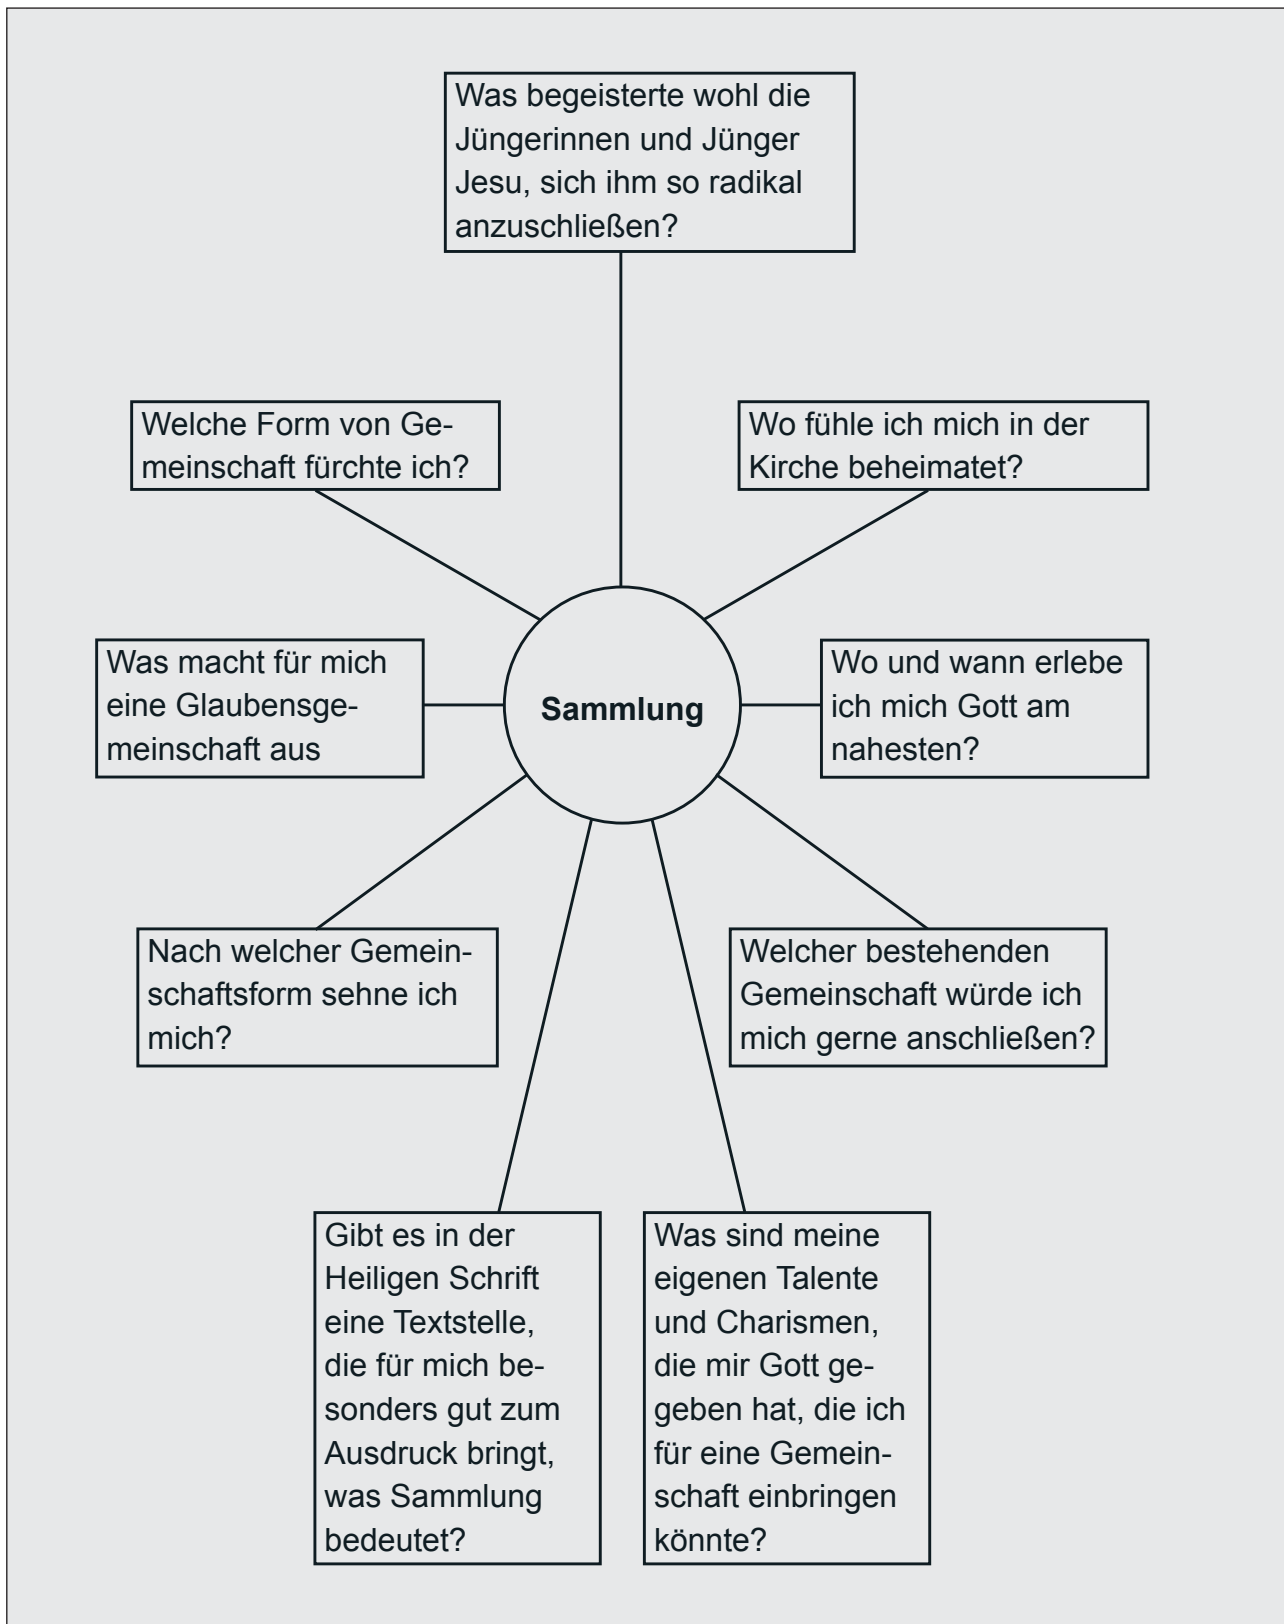 Was begeisterte wohl die
Jüngerinnen und Jünger
Jesu, sich ihm so radikal
anzuschließen?
Welche Form von Ge-
meinschaft fürchte ich?
Wo fühle ich mich in der
Kirche beheimatet?
Was macht für mich
eine Glaubensge-
meinschaft aus
Sammlung
Wo und wann erlebe
ich mich Gott am
nahesten?
Nach welcher Gemein-
schaftsform sehne ich
mich?
Welcher bestehenden
Gemeinschaft würde ich
mich gerne anschließen?
Gibt es in der
Heiligen Schrift
eine Textstelle,
die für mich be-
sonders gut zum
Ausdruck bringt,
was Sammlung
bedeutet?
Was sind meine
eigenen Talente
und Charismen,
die mir Gott ge-
geben hat, die ich
für eine Gemein-
schaft einbringen
könnte?